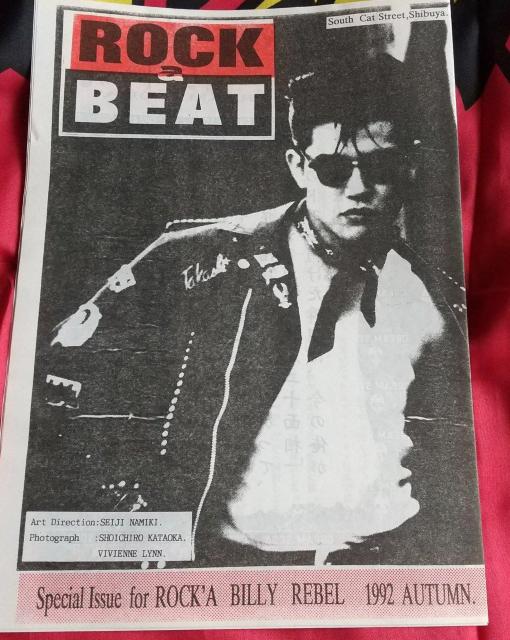 South Cat Street,Shibuya.
ROCK
a
BEAT
Takashi
Art Direction:SEIJI NAMIKI.
Photograph :SHOICHIRO KATAOKA.
VIVIENNE LYNN.
Special Issue for ROCK'A BILLY REBEL 1992 AUTUMN.